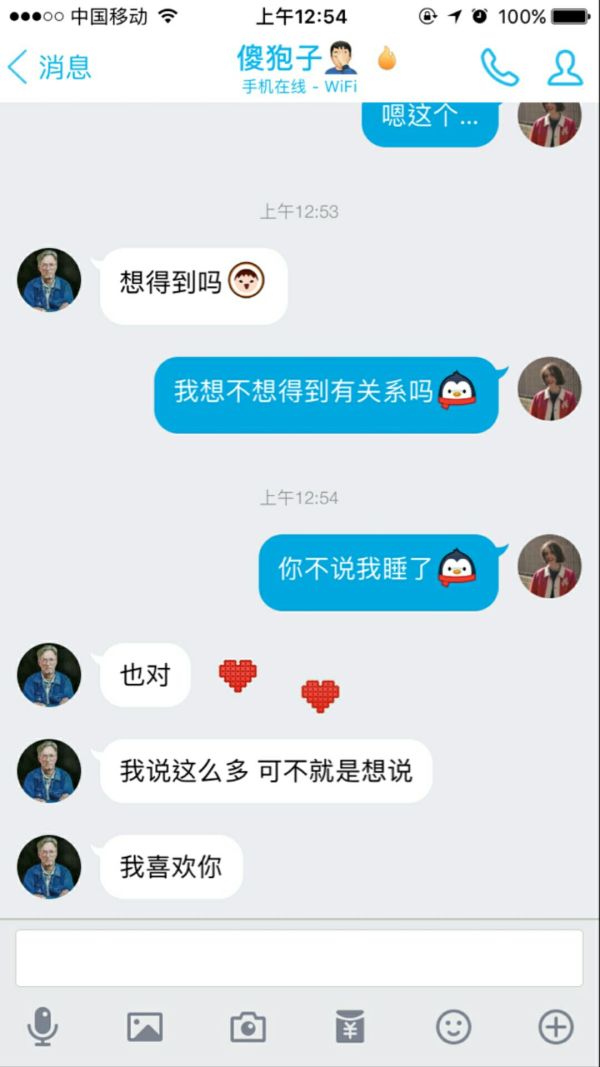 中国移动 上午12:54 100%
消息 傻狍子
手机在线 - WiFi
嗯这个...
上午12:53
想得到吗
我想不想得到有关系吗
上午12:54
你不说我睡了
也对
我说这么多 可不就是想说
我喜欢你
¥